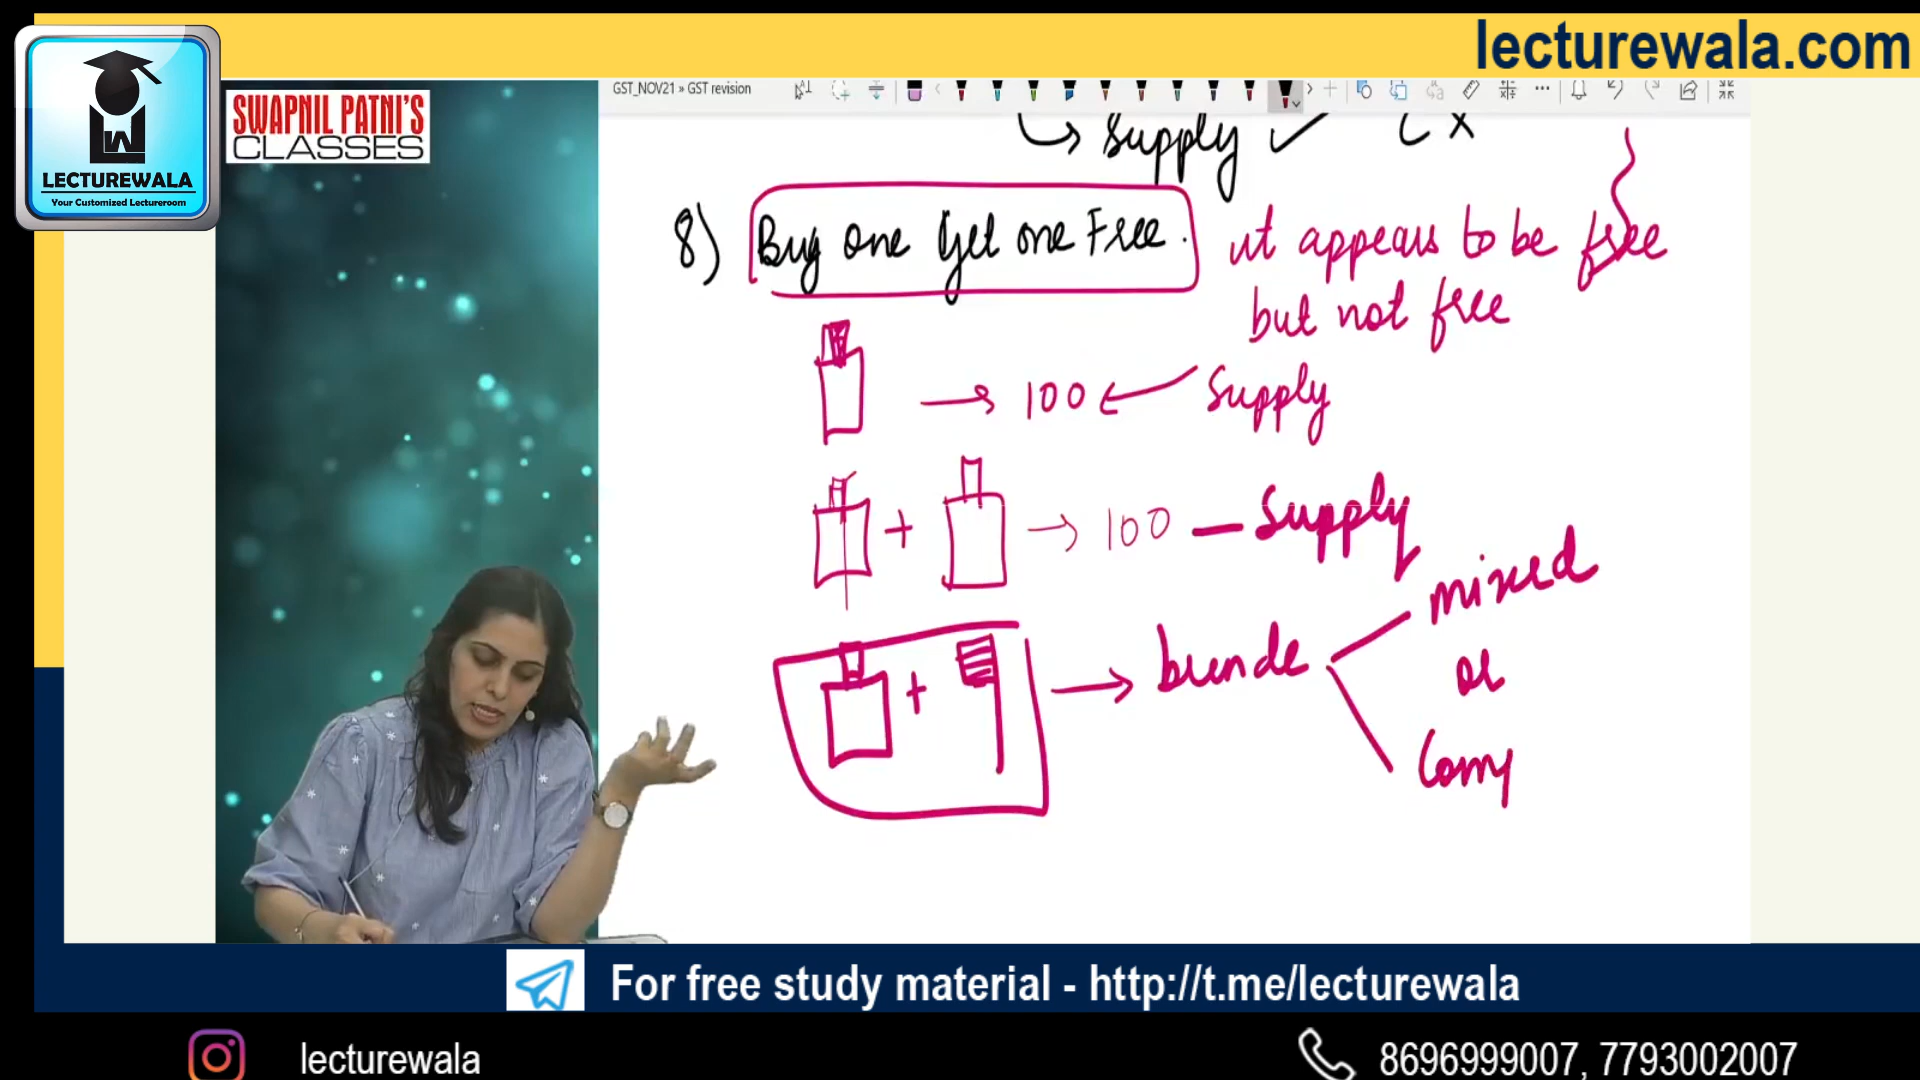 lecturewala.com
SWAPNIL PATNI'S
CLASSES
LW
LECTUREWALA
Your Customized Lectureroom
GST_NOV21 » GST revision
Supply ✓
8) Buy one Get one Free.
it appears to be free
but not free
→ 100 ← Supply
+ → 100 — Supply
+ → bundle
mixed
or
Comp
For free study material - http://t.me/lecturewala
lecturewala
8696999007, 7793002007